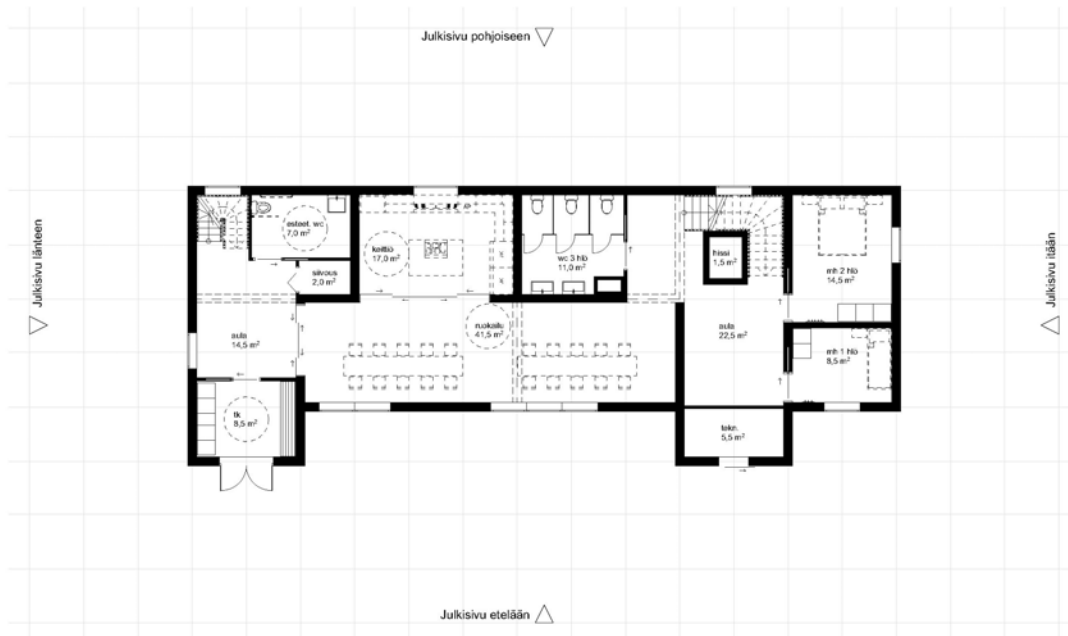 Julkisivu pohjoiseen
Julkisivu länteen
esteet. wc
7,0 m²
siivous
2,0 m²
keittiö
17,0 m²
wc 3 hlö
11,0 m²
hissi
1,5 m²
mh 2 hlö
14,5 m²
Julkisivu itään
aula
14,5 m²
ruokailu
41,5 m²
aula
22,5 m²
mh 1 hlö
8,5 m²
tk
8,5 m²
tekn.
5,5 m²
Julkisivu etelään